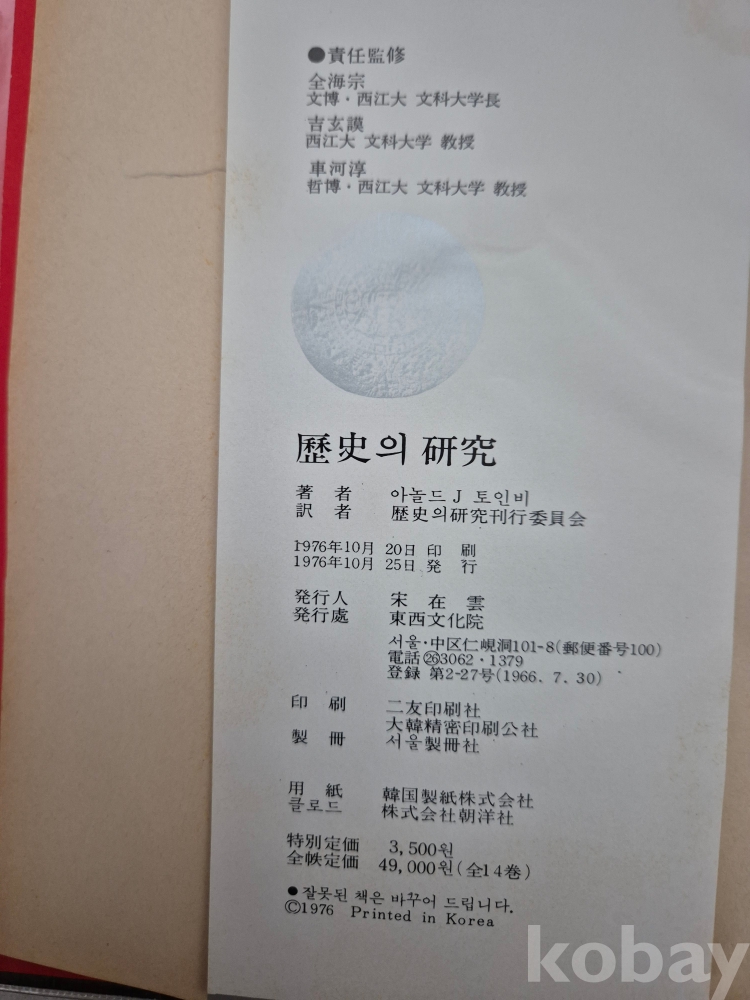 ●責任監修
全海宗
文博・西江大 文科大学長
吉玄謨
西江大 文科大学 教授
車河淳
哲博・西江大 文科大学 教授
歷史의 研究
著者 아놀드 J 토인비
訳者 歷史의研究刊行委員会
1976年10月 20日 印刷
1976年10月 25日 発行
発行人 宋在雲
発行處 東西文化院
서울・中区仁峴洞101-8(郵便番号100)
電話㉖3062・1379
登録 第2-27号(1966. 7. 30)
印刷 二友印刷社
大韓精密印刷公社
製冊 서울製冊社
用紙 韓国製紙株式会社
클로드 株式会社朝洋社
特別定価 3,500원
全帙定価 49,000원(全14巻)
●잘못된 책은 바꾸어 드립니다.
©1976 Printed in Korea
kobay